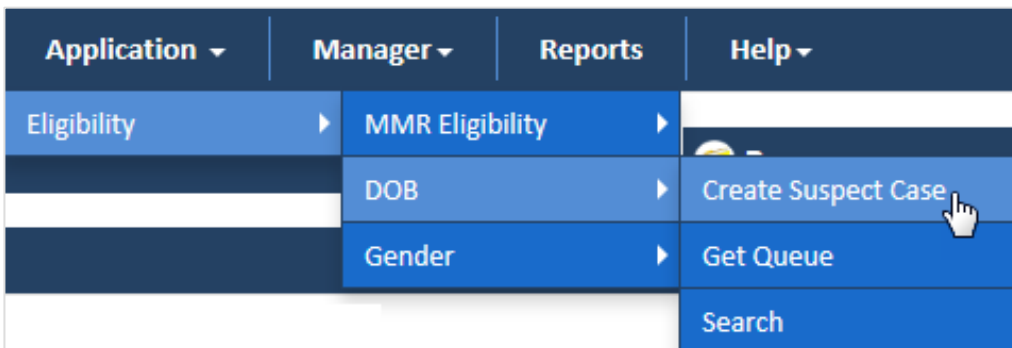 Application Manager Reports Help
Eligibility MMR Eligibility
DOB Create Suspect Case
Gender Get Queue
Search